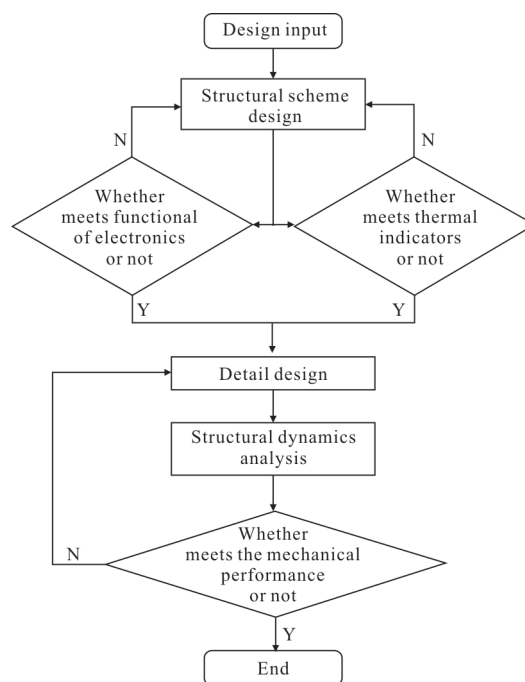 Design input
Structural scheme
design
N
N
Whether
meets functional
of electronics
or not
Whether
meets thermal
indicators
or not
Y
Y
Detail design
Structural dynamics
analysis
Whether
meets the mechanical
performance
or not
N
Y
End